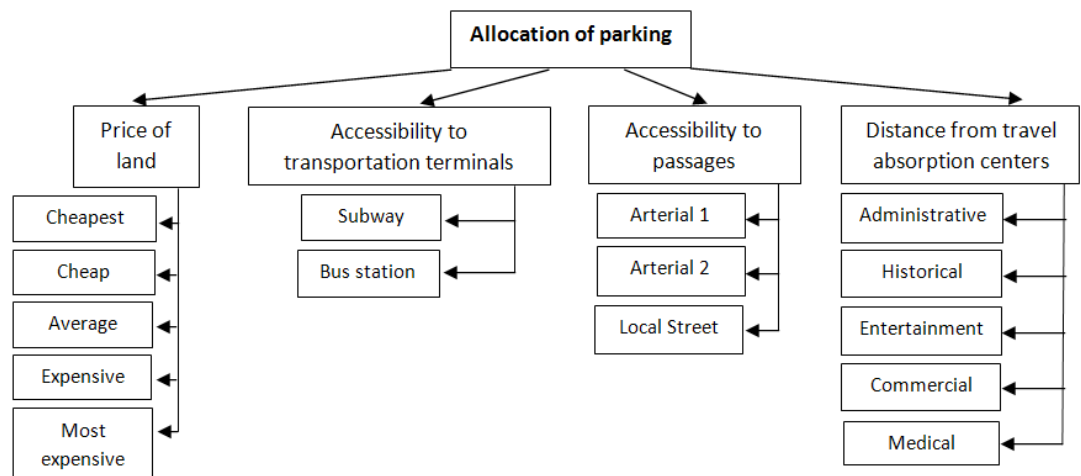 Allocation of parking
Price of
land
Accessibility to
transportation terminals
Accessibility to
passages
Distance from travel
absorption centers
Cheapest
Cheap
Average
Expensive
Most
expensive
Subway
Bus station
Arterial 1
Arterial 2
Local Street
Administrative
Historical
Entertainment
Commercial
Medical